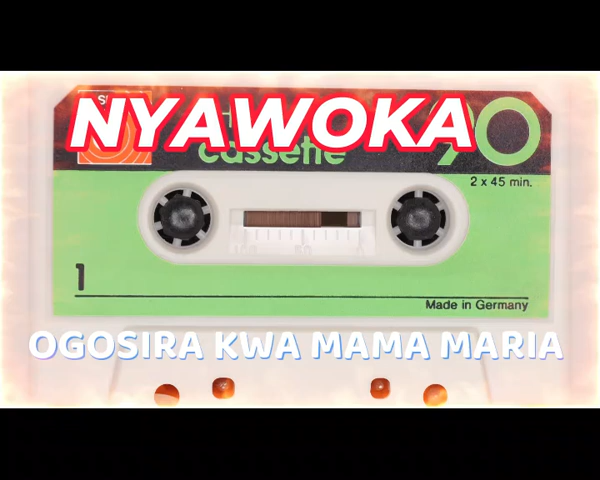 NYAWOKA
cassette 90
2 x 45 min.
1
Made in Germany
OGOSIRA KWA MAMA MARIA